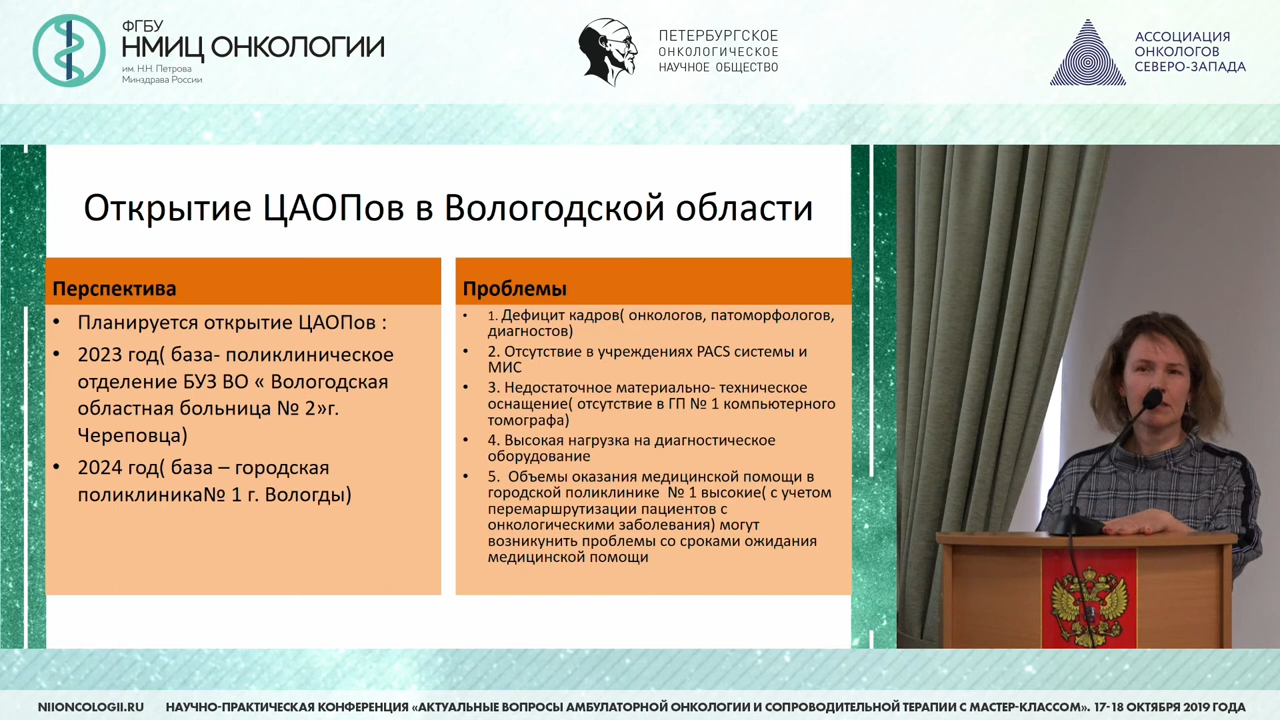 ФГБУ
НМИЦ ОНКОЛОГИИ
им. Н.Н. Петрова
Минздрава России
ПЕТЕРБУРГСКОЕ
ОНКОЛОГИЧЕСКОЕ
НАУЧНОЕ ОБЩЕСТВО
АССОЦИАЦИЯ
ОНКОЛОГОВ
СЕВЕРО-ЗАПАДА
Открытие ЦАОПов в Вологодской области
Перспектива
• Планируется открытие ЦАОПов :
• 2023 год( база- поликлиническое
отделение БУЗ ВО « Вологодская
областная больница № 2»г.
Череповца)
• 2024 год( база – городская
поликлиника№ 1 г. Вологды)
Проблемы
• 1. Дефицит кадров( онкологов, патоморфологов,
диагностов)
• 2. Отсутствие в учреждениях PACS системы и
МИС
• 3. Недостаточное материально- техническое
оснащение( отсутствие в ГП № 1 компьютерного
томографа)
• 4. Высокая нагрузка на диагностическое
оборудование
• 5. Объемы оказания медицинской помощи в
городской поликлинике № 1 высокие( с учетом
перемаршрутизации пациентов с
онкологическими заболевания) могут
возникунить проблемы со сроками ожидания
медицинской помощи
NIIONCOLOGII.RU НАУЧНО-ПРАКТИЧЕСКАЯ КОНФЕРЕНЦИЯ «АКТУАЛЬНЫЕ ВОПРОСЫ АМБУЛАТОРНОЙ ОНКОЛОГИИ И СОПРОВОДИТЕЛЬНОЙ ТЕРАПИИ С МАСТЕР-КЛАССОМ». 17-18 ОКТЯБРЯ 2019 ГОДА